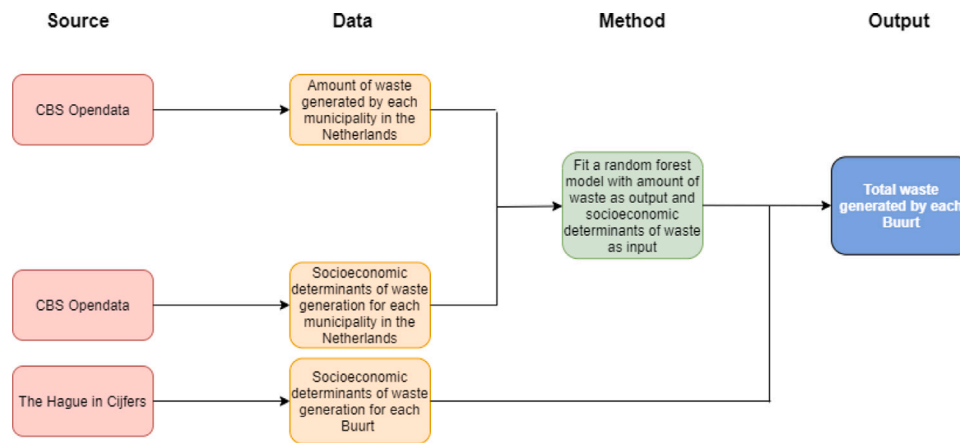 Source
Data
Method
Output
CBS Opendata
Amount of waste
generated by each
municipality in the
Netherlands
Fit a random forest
model with amount of
waste as output and
socioeconomic
determinants of waste
as input
Total waste
generated by each
Buurt
CBS Opendata
Socioeconomic
determinants of waste
generation for each
municipality in the
Netherlands
The Hague in Cijfers
Socioeconomic
determinants of waste
generation for each
Buurt